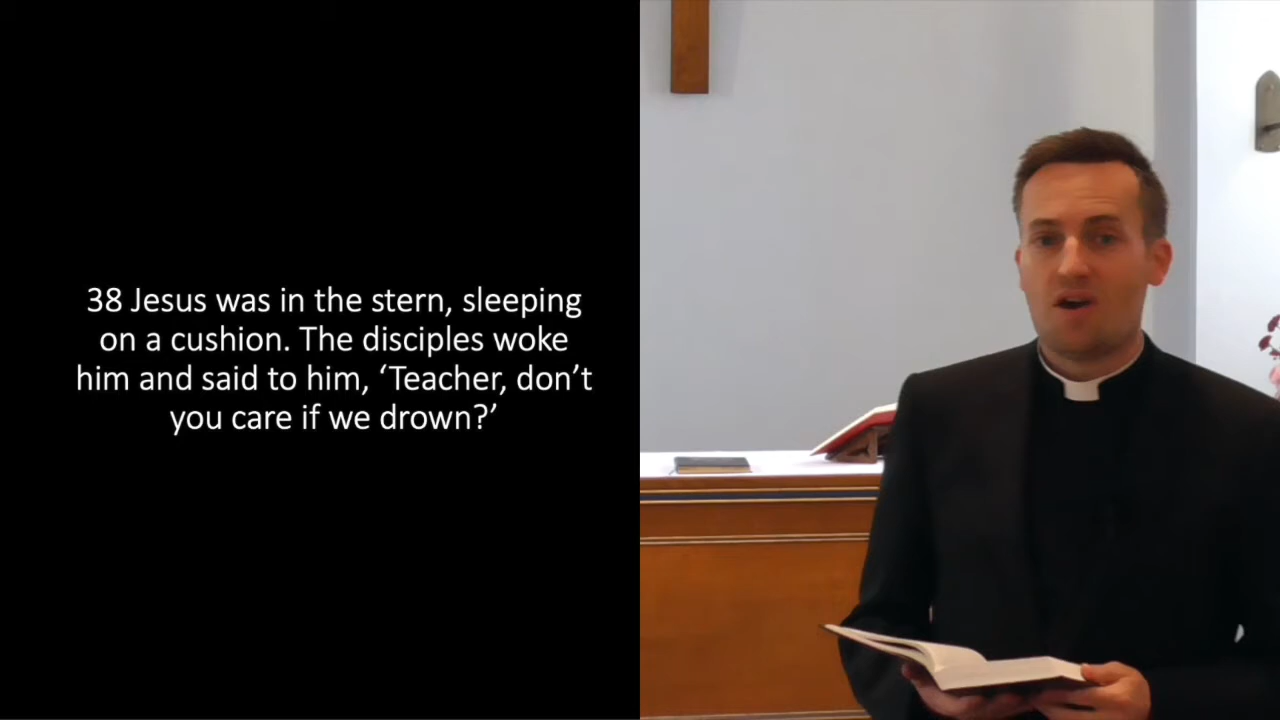 38 Jesus was in the stern, sleeping
on a cushion. The disciples woke
him and said to him, ‘Teacher, don’t
you care if we drown?’